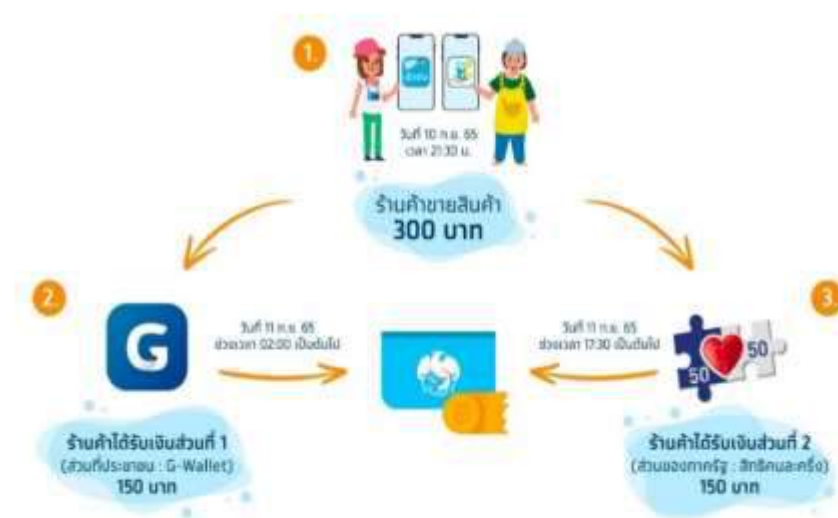 1.
เป๋าตัง
วันที่ 10 ก.ย. 65
เวลา 21:30 น.
ร้านค้าขายสินค้า
300 บาท
2.
3.
G
วันที่ 11 ก.ย. 65
ช่วงเวลา 02:00 เป็นต้นไป
วันที่ 11 ก.ย. 65
ช่วงเวลา 17:30 เป็นต้นไป
50
50
ร้านค้าได้รับเงินส่วนที่ 1
(ส่วนที่ประชาชน : G-Wallet)
150 บาท
ร้านค้าได้รับเงินส่วนที่ 2
(ส่วนของภาครัฐ : สิทธิคนละครึ่ง)
150 บาท